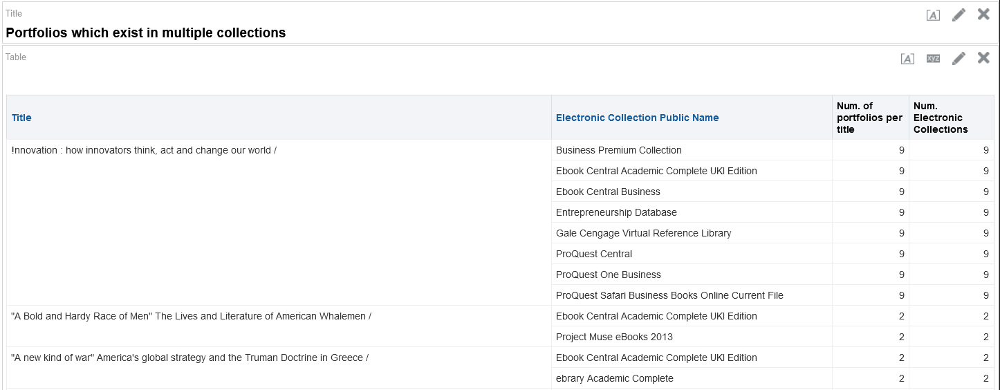 Title
[A]
Portfolios which exist in multiple collections
Table
[A] xyz
Title Electronic Collection Public Name Num. of portfolios per title Num. Electronic Collections
!nnovation : how innovators think, act and change our world / Business Premium Collection 9 9
Ebook Central Academic Complete UKI Edition 9 9
Ebook Central Business 9 9
Entrepreneurship Database 9 9
Gale Cengage Virtual Reference Library 9 9
ProQuest Central 9 9
ProQuest One Business 9 9
ProQuest Safari Business Books Online Current File 9 9
"A Bold and Hardy Race of Men" The Lives and Literature of American Whalemen / Ebook Central Academic Complete UKI Edition 2 2
Project Muse eBooks 2013 2 2
"A new kind of war" America's global strategy and the Truman Doctrine in Greece / Ebook Central Academic Complete UKI Edition 2 2
ebrary Academic Complete 2 2